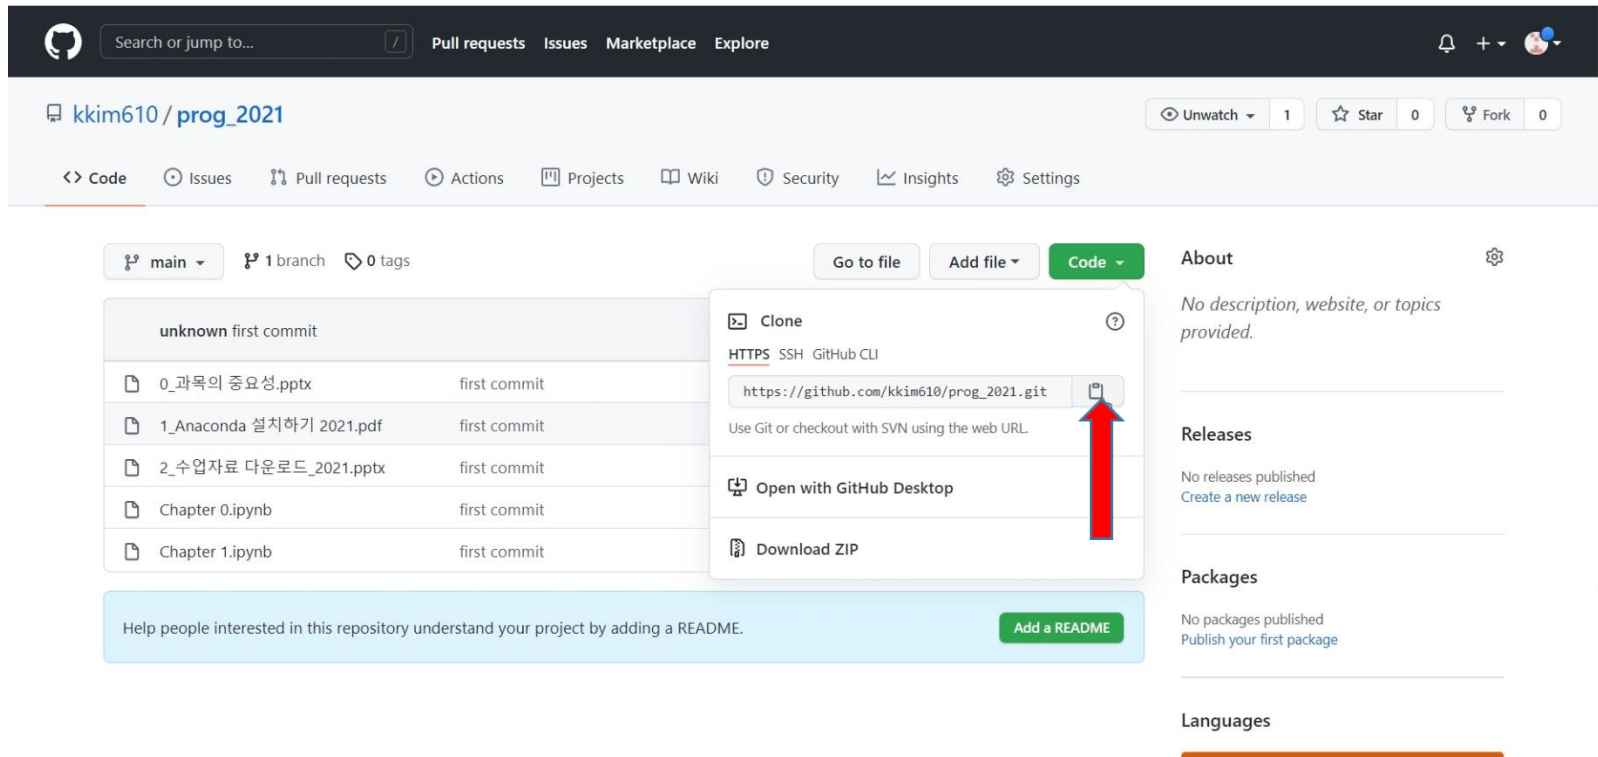 Search or jump to... / Pull requests Issues Marketplace Explore
kkim610 / prog_2021 Unwatch 1 Star 0 Fork 0
Code Issues Pull requests Actions Projects Wiki Security Insights Settings
main 1 branch 0 tags Go to file Add file Code
unknown first commit
0_과목의 중요성.pptx first commit
1_Anaconda 설치하기 2021.pdf first commit
2_수업자료 다운로드_2021.pptx first commit
Chapter 0.ipynb first commit
Chapter 1.ipynb first commit
Clone
HTTPS SSH GitHub CLI
https://github.com/kkim610/prog_2021.git
Use Git or checkout with SVN using the web URL.
Open with GitHub Desktop
Download ZIP
Help people interested in this repository understand your project by adding a README. Add a README
About
No description, website, or topics
provided.
Releases
No releases published
Create a new release
Packages
No packages published
Publish your first package
Languages